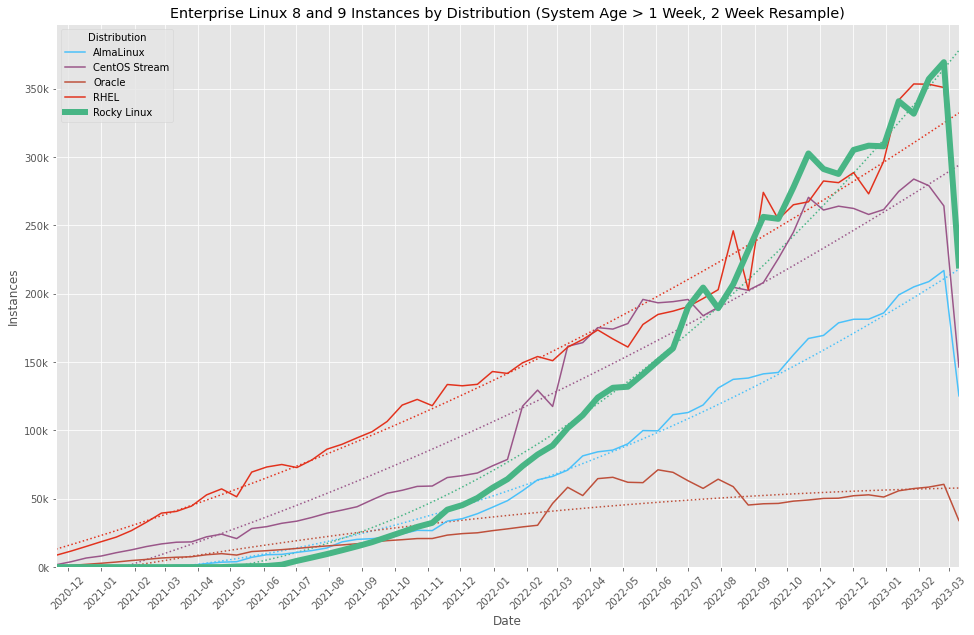 Enterprise Linux 8 and 9 Instances by Distribution (System Age > 1 Week, 2 Week Resample)
Distribution
AlmaLinux
CentOS Stream
Oracle
RHEL
Rocky Linux
350k
300k
250k
200k
150k
100k
50k
0k
Instances
2020-12
2021-01
2021-02
2021-03
2021-04
2021-05
2021-06
2021-07
2021-08
2021-09
2021-10
2021-11
2021-12
2022-01
2022-02
2022-03
2022-04
2022-05
2022-06
2022-07
2022-08
2022-09
2022-10
2022-11
2022-12
2023-01
2023-02
2023-03
Date